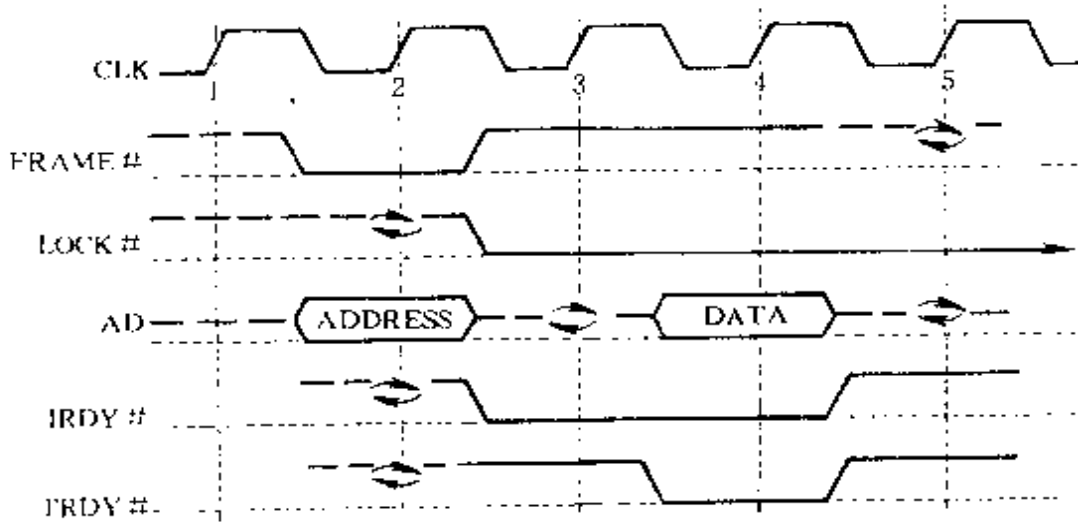 CLK
1 2 3 4 5
FRAME #
LOCK #
AD ADDRESS DATA
IRDY #
TRDY #